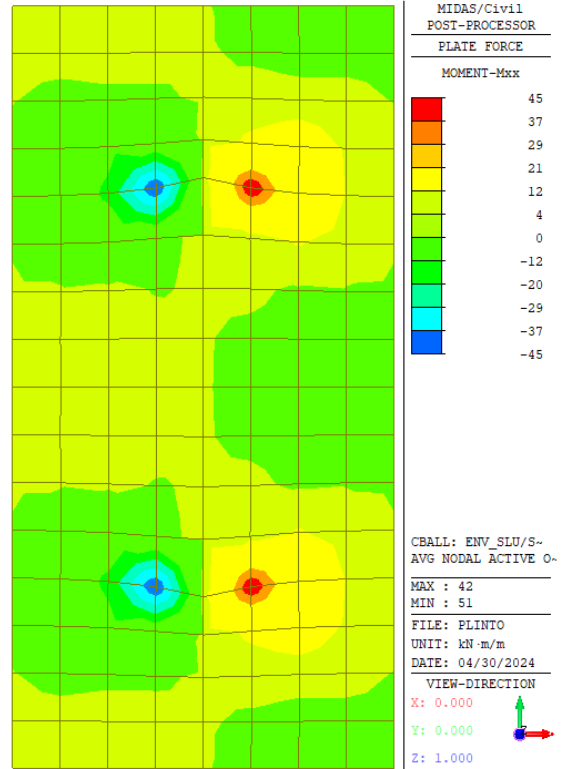 MIDAS/Civil
POST-PROCESSOR
PLATE FORCE
MOMENT-Mxx
45
37
29
21
12
4
0
-12
-20
-29
-37
-45
CBALL: ENV_SLU/S~
AVG NODAL ACTIVE O~
MAX : 42
MIN : 51
FILE: PLINTO
UNIT: kN·m/m
DATE: 04/30/2024
VIEW-DIRECTION
X: 0.000
Y: 0.000
Z: 1.000